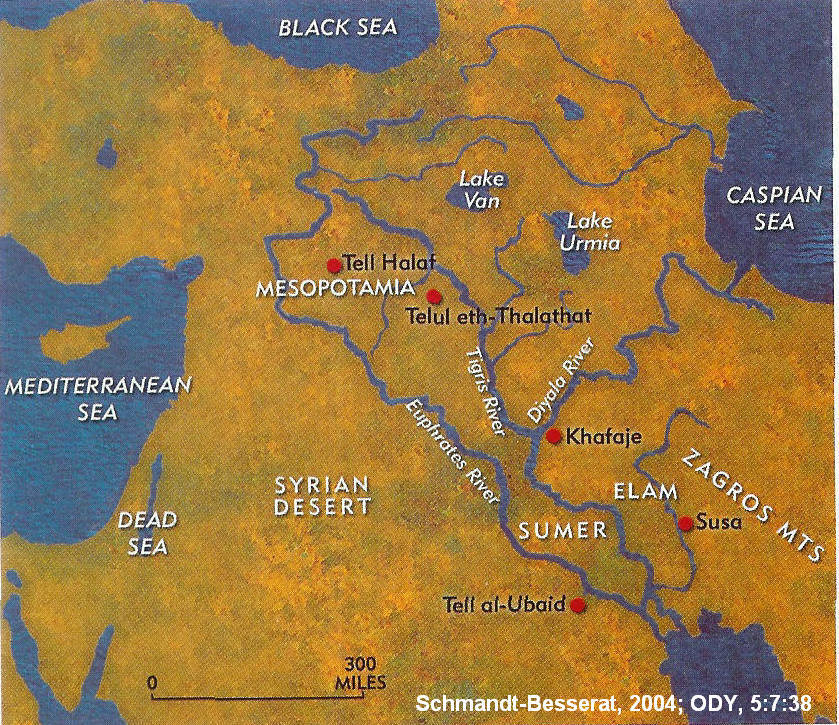 BLACK SEA
Lake
Van
CASPIAN
SEA
Lake
Urmia
Tell Halaf
MESOPOTAMIA
Telul eth-Thalathat
Tigris River
Diyala River
MEDITERRANEAN
SEA
Euphrates River
Khafaje
ZAGROS MTS
SYRIAN
DESERT
ELAM
DEAD
SEA
SUMER
Susa
Tell al-Ubaid
0
300
MILES
Schmandt-Besserat, 2004; ODY, 5:7:38